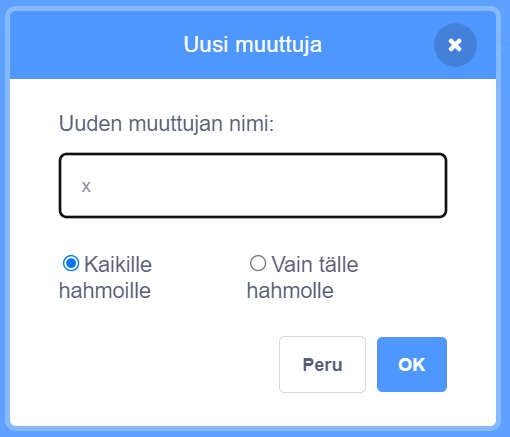 Uusi muuttuja
Uuden muuttujan nimi:
x
Kaikille
hahmoille
Vain tälle
hahmolle
Peru
OK